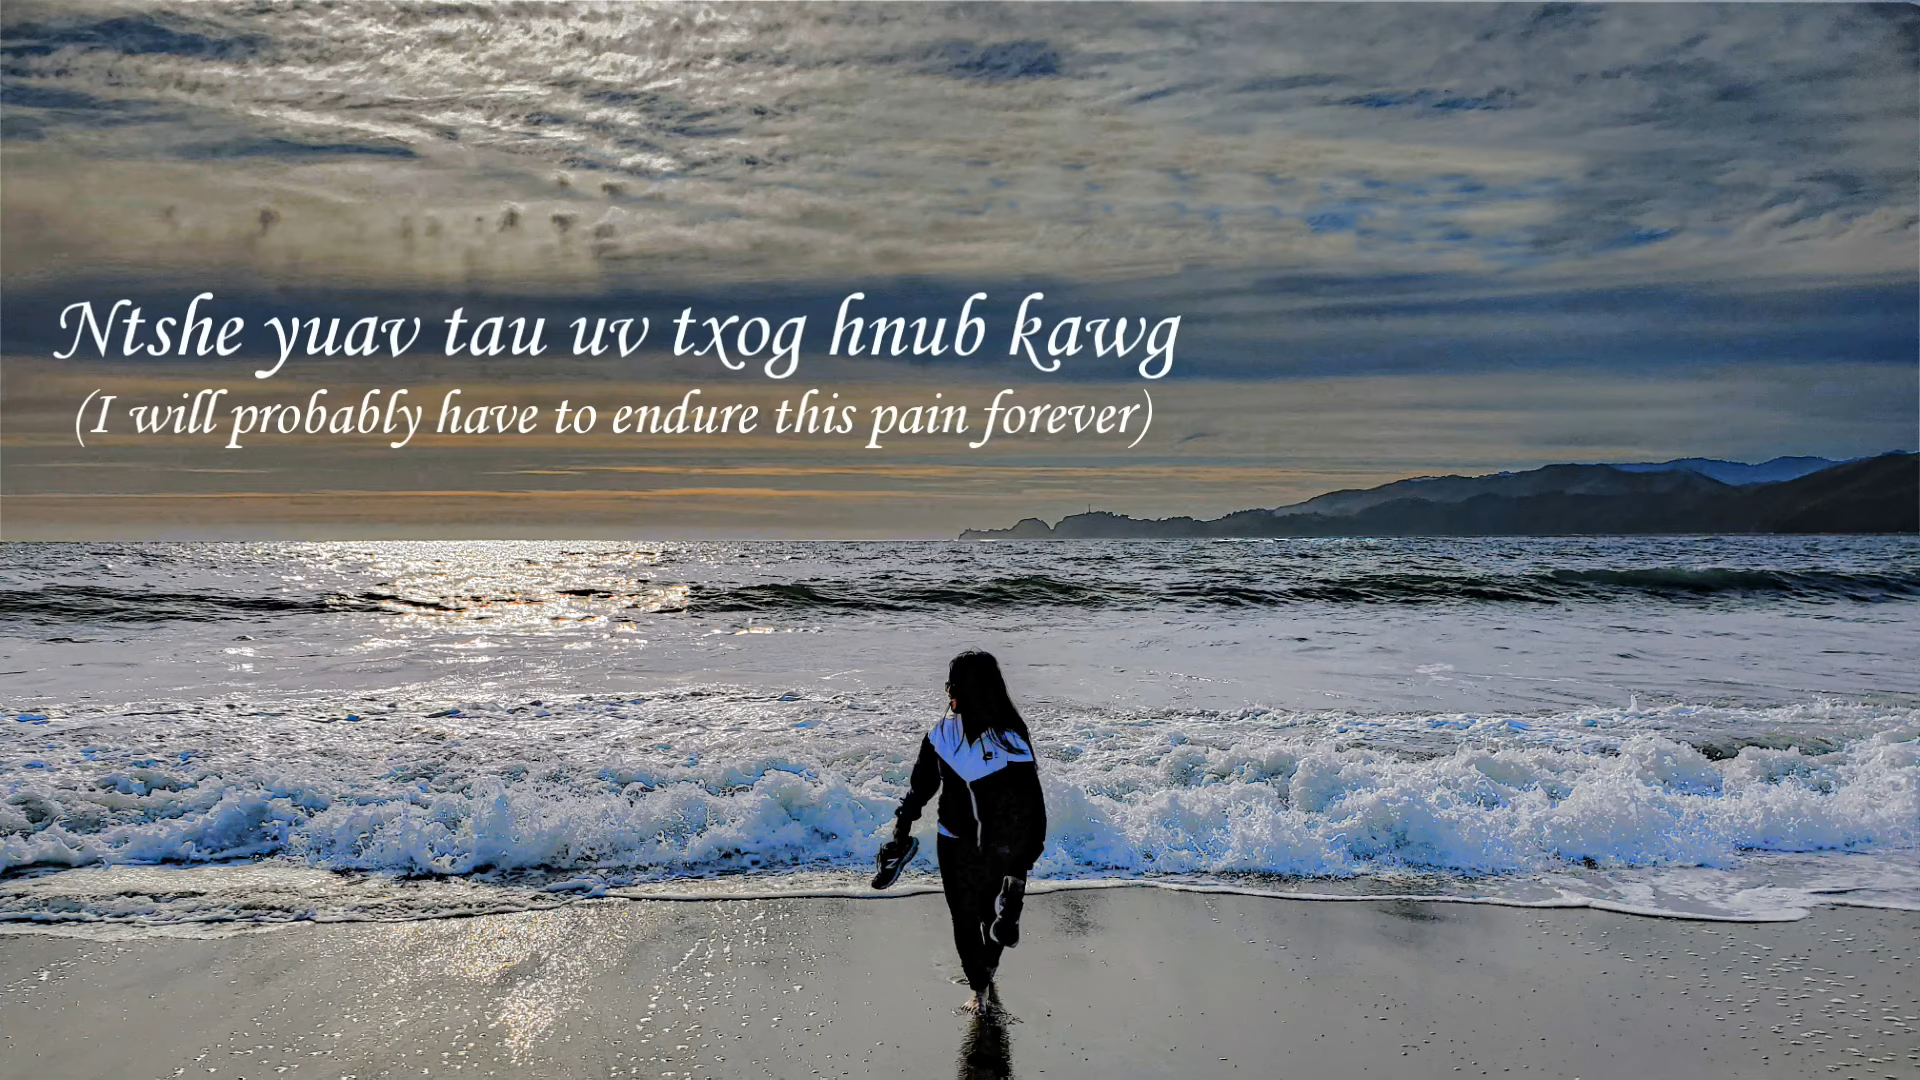 Ntshe yuav tau uv txog hnub kawg
(I will probably have to endure this pain forever)